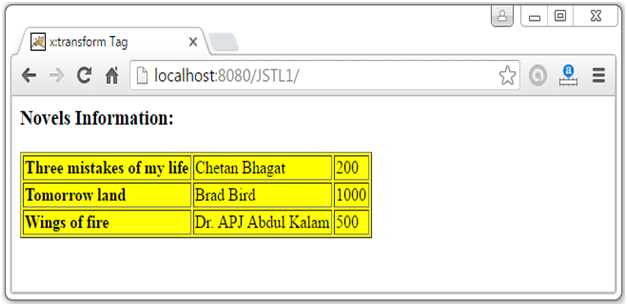 x:transform Tag
localhost:8080/JSTL1/
Novels Information:
Three mistakes of my life Chetan Bhagat 200
Tomorrow land Brad Bird 1000
Wings of fire Dr. APJ Abdul Kalam 500